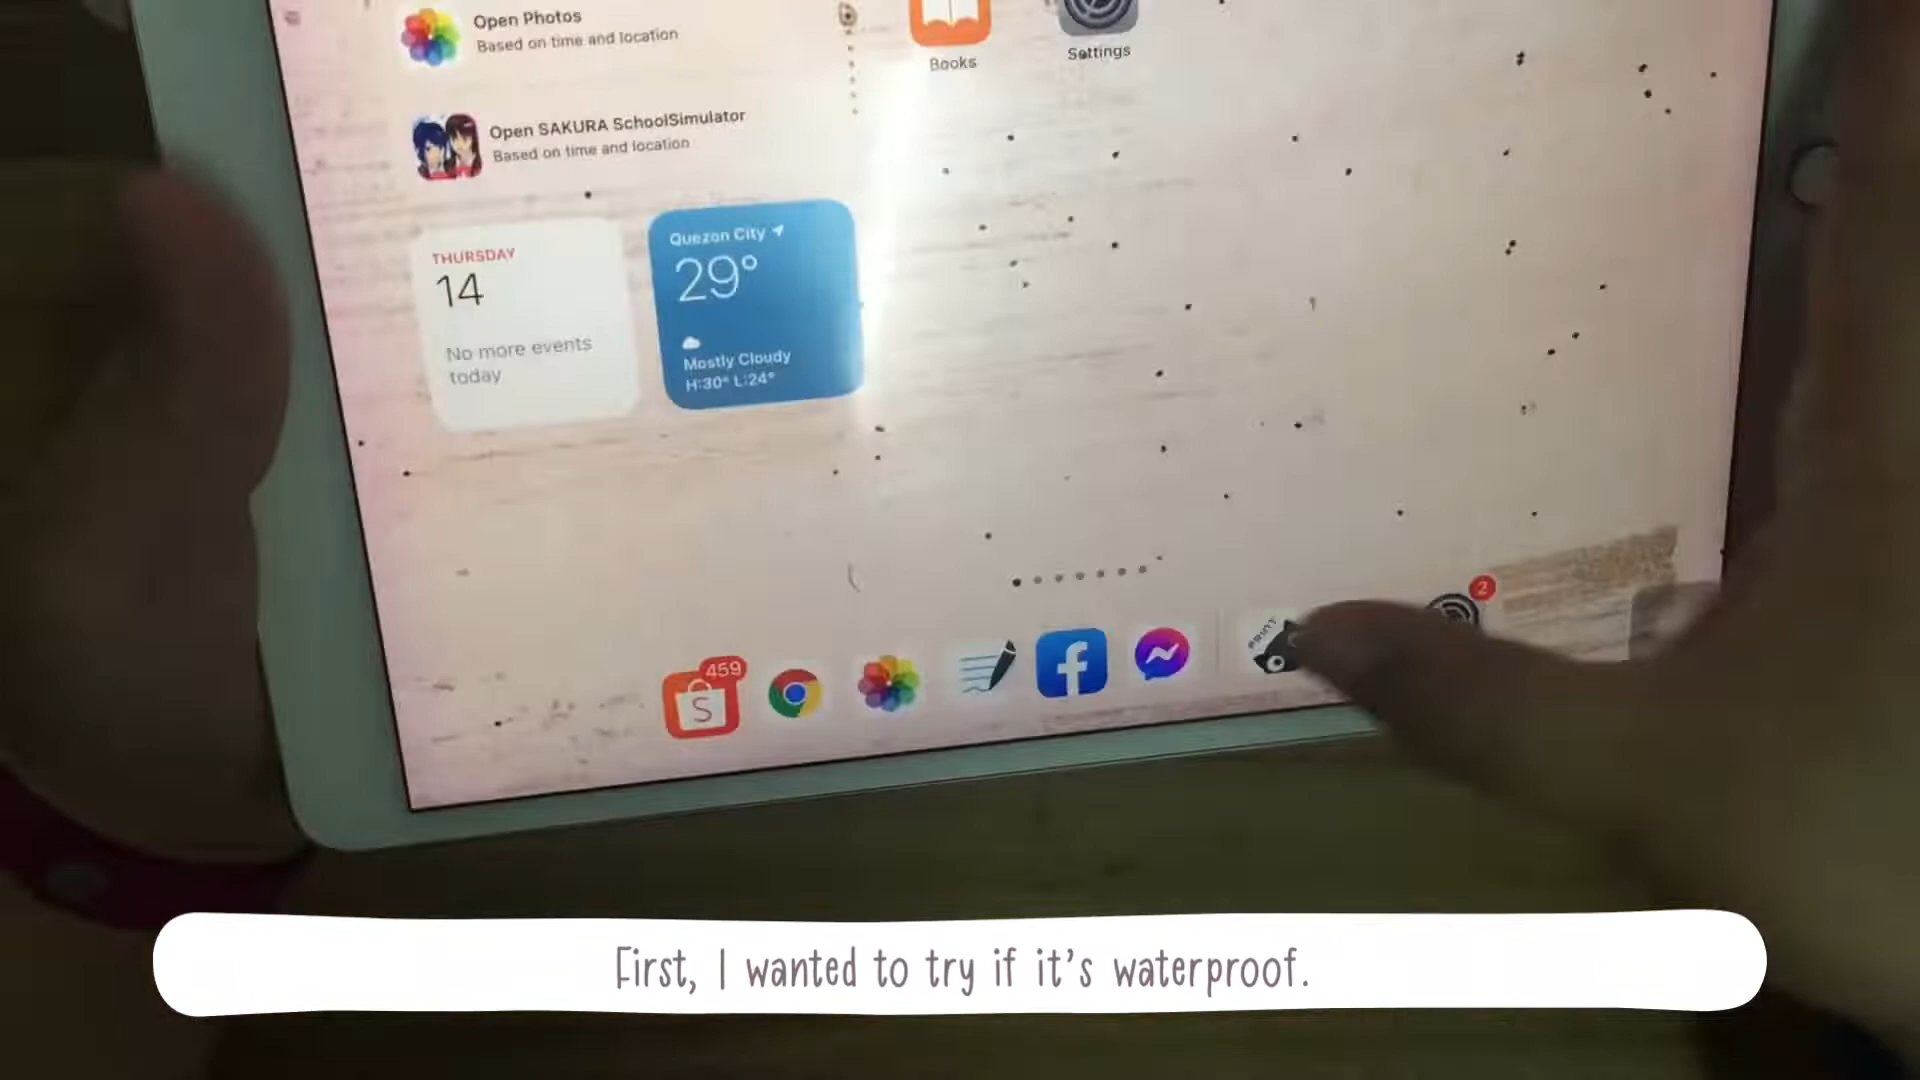 Open Photos
Based on time and location
Books
Settings
Open SAKURA SchoolSimulator
Based on time and location
THURSDAY
14
No more events
today
Quezon City
29°
Mostly Cloudy
H:30° L:24°
459
S
PRINT
2
First, I wanted to try if it's waterproof.